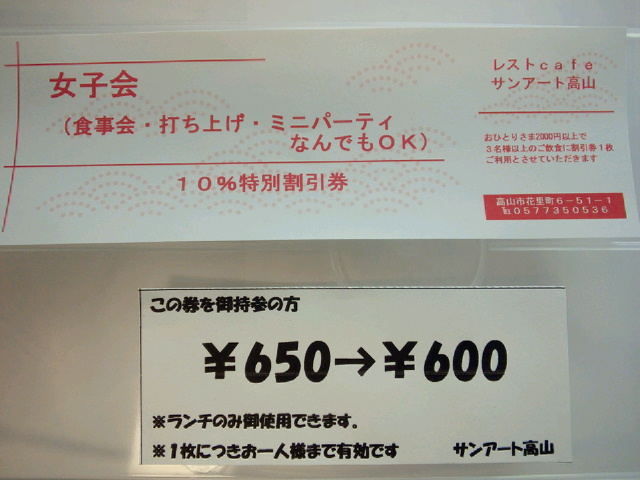 女子会
（食事会・打ち上げ・ミニパーティ
なんでもＯＫ）
１０％特別割引券
レストｃａｆｅ
サンアート高山
おひとりさま2000円以上で
３名様以上のご飲食に割引券１枚
ご利用とさせていただきます
高山市花里町６－５１－１
℡０５７７３５０５３６
この券を御持参の方
￥650→￥600
※ランチのみ御使用できます。
※１枚につきお一人様まで有効です
サンアート高山